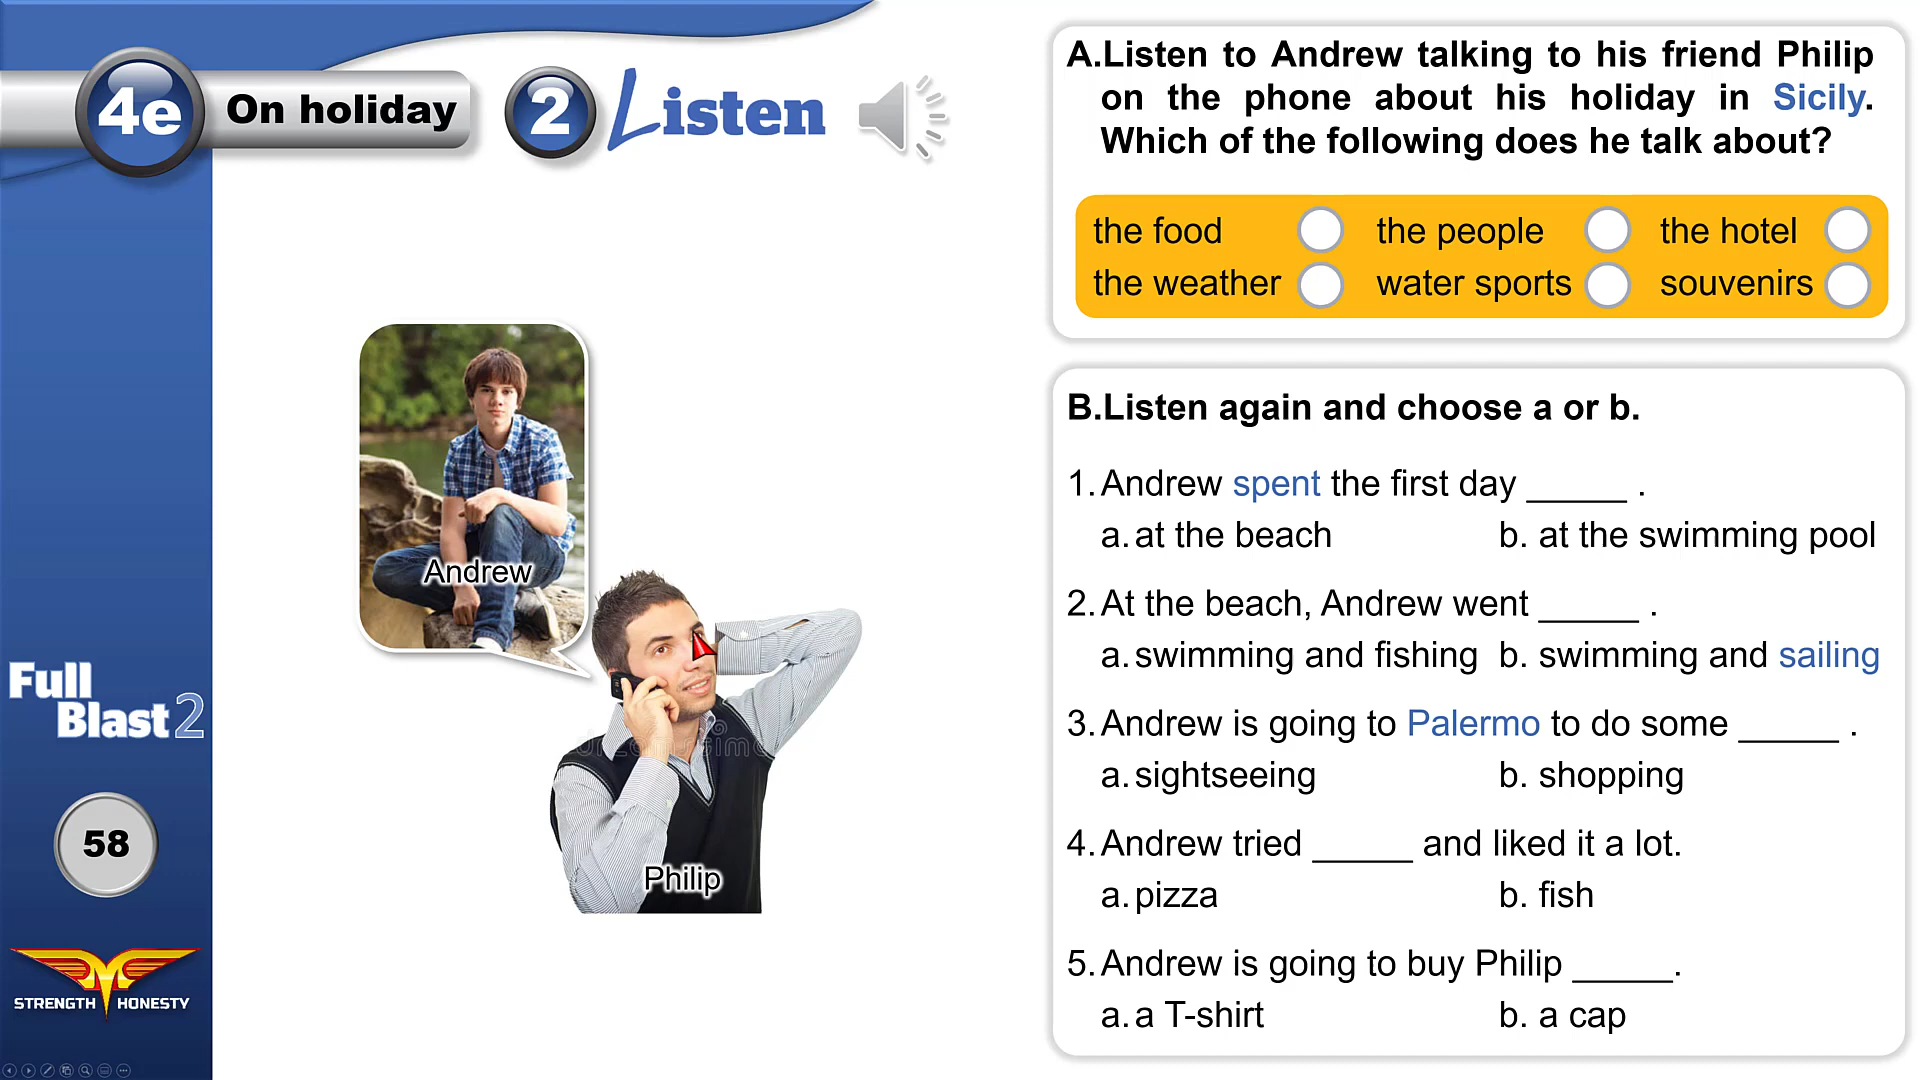 4e
On holiday
2
Listen
A.Listen to Andrew talking to his friend Philip
on the phone about his holiday in Sicily.
Which of the following does he talk about?
the food
the people
the hotel
the weather
water sports
souvenirs
Andrew
Philip
B.Listen again and choose a or b.
1.Andrew spent the first day _____ .
a.at the beach
b. at the swimming pool
2.At the beach, Andrew went _____ .
a.swimming and fishing
b. swimming and sailing
3.Andrew is going to Palermo to do some _____ .
a.sightseeing
b. shopping
4.Andrew tried _____ and liked it a lot.
a.pizza
b. fish
5.Andrew is going to buy Philip _____.
a.a T-shirt
b. a cap
Full
Blast 2
58
STRENGTH HONESTY